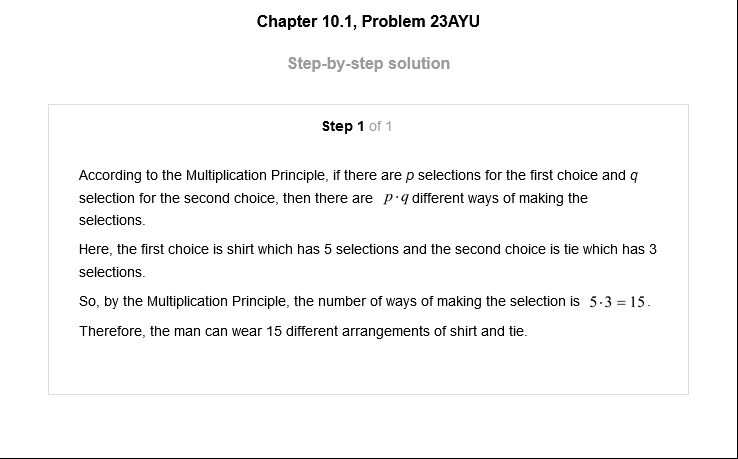 Chapter 10.1, Problem 23AYU
Step-by-step solution
Step 1 of 1
According to the Multiplication Principle, if there are p selections for the first choice and q
selection for the second choice, then there are p·q different ways of making the
selections.
Here, the first choice is shirt which has 5 selections and the second choice is tie which has 3
selections.
So, by the Multiplication Principle, the number of ways of making the selection is 5·3 = 15.
Therefore, the man can wear 15 different arrangements of shirt and tie.